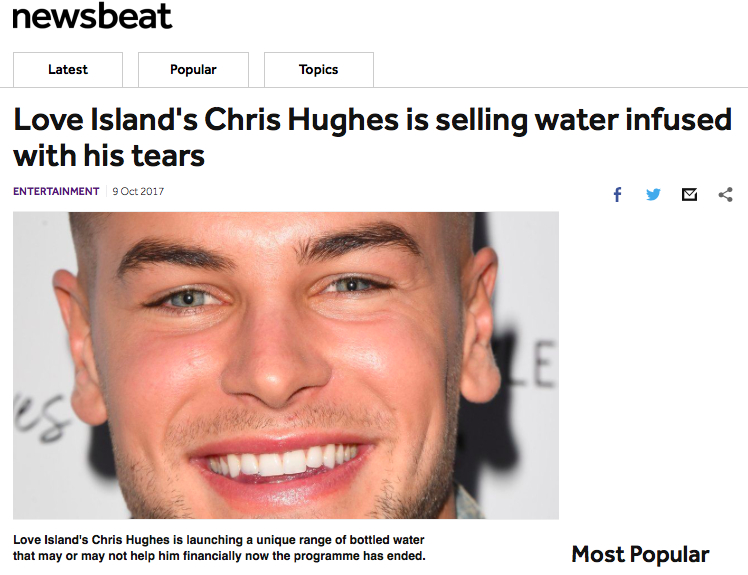 newsbeat
Latest Popular Topics
Love Island's Chris Hughes is selling water infused
with his tears
ENTERTAINMENT 9 Oct 2017
es
LE
Love Island's Chris Hughes is launching a unique range of bottled water
that may or may not help him financially now the programme has ended.
Most Popular